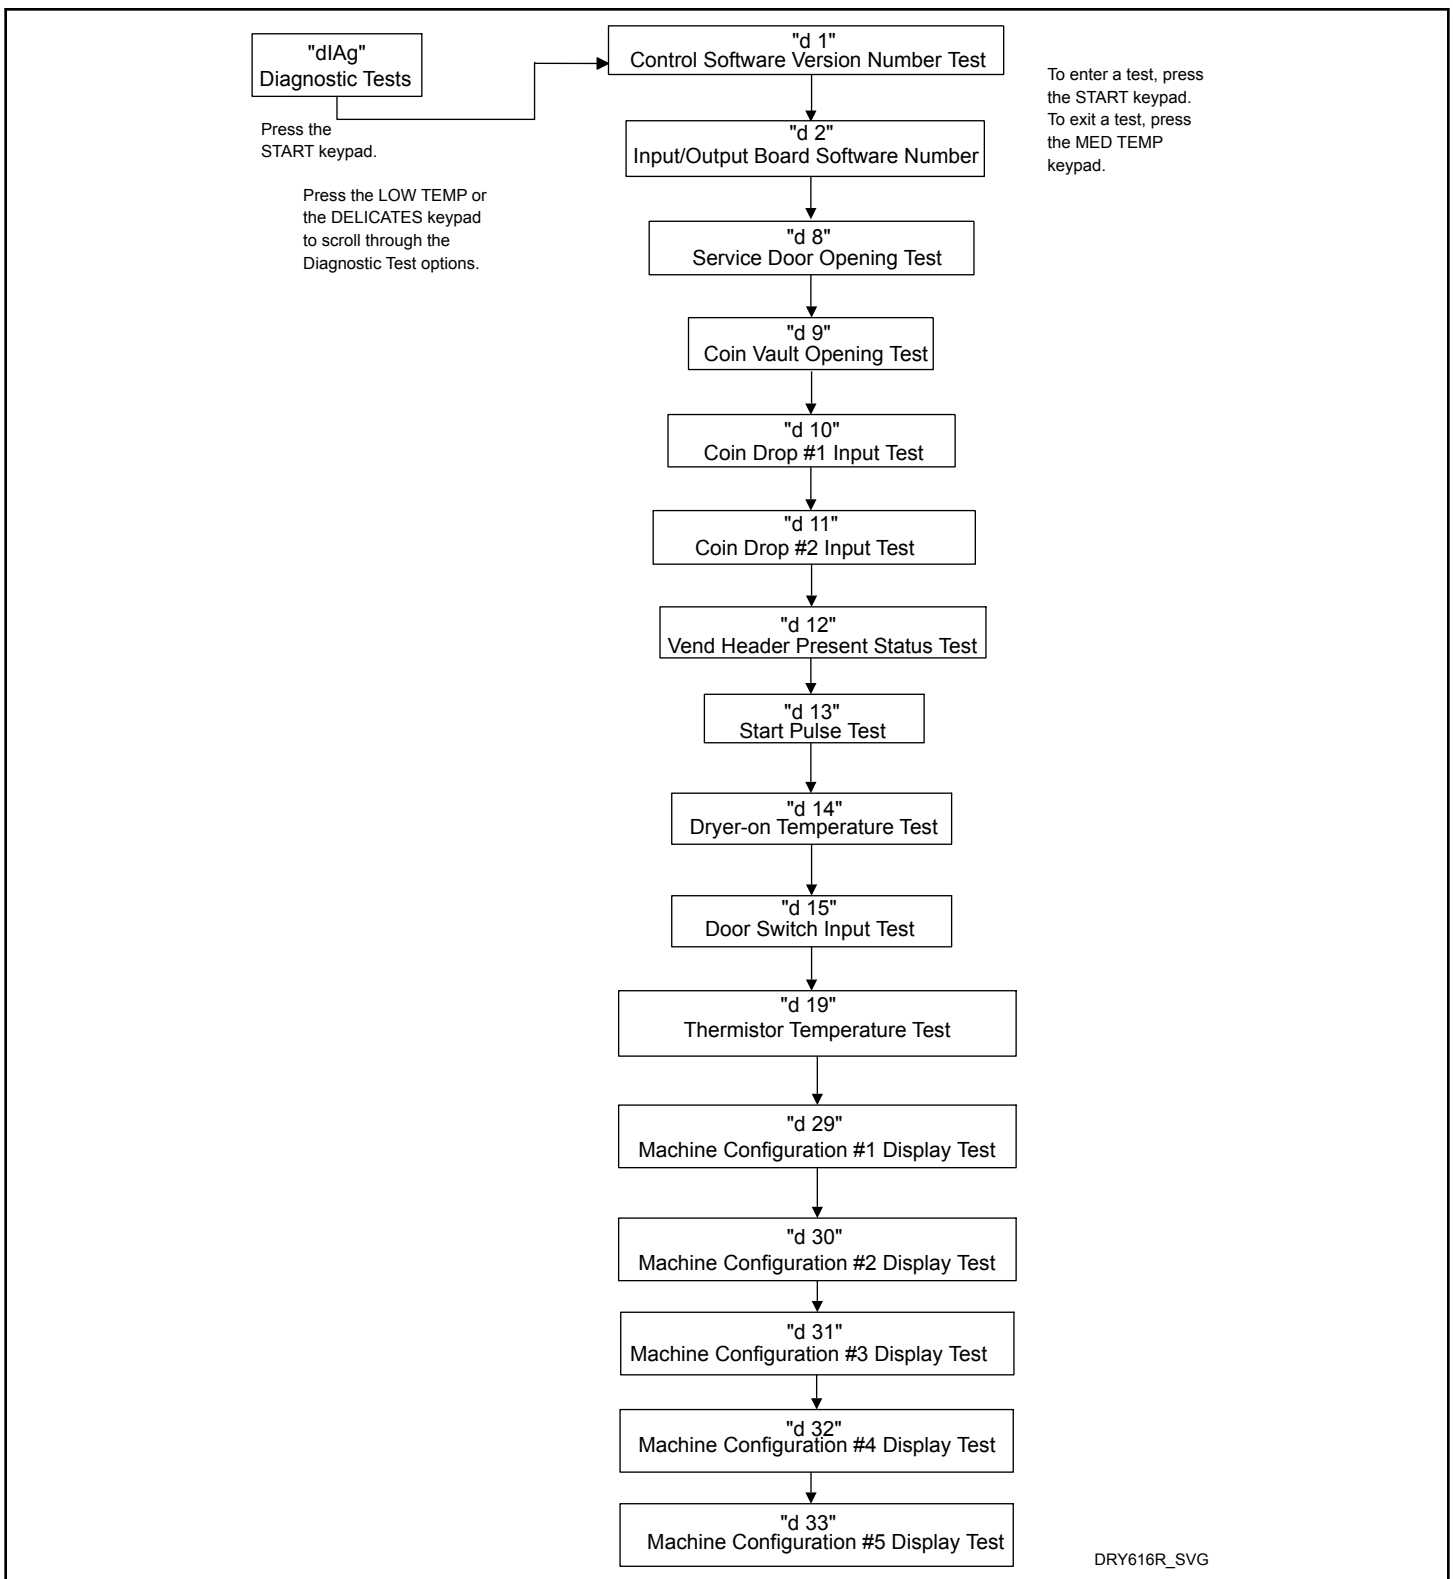 "dIAg"
Diagnostic Tests
Press the
START keypad.
Press the LOW TEMP or
the DELICATES keypad
to scroll through the
Diagnostic Test options.
"d 1"
Control Software Version Number Test
To enter a test, press
the START keypad.
To exit a test, press
the MED TEMP
keypad.
"d 2"
Input/Output Board Software Number
"d 8"
Service Door Opening Test
"d 9"
Coin Vault Opening Test
"d 10"
Coin Drop #1 Input Test
"d 11"
Coin Drop #2 Input Test
"d 12"
Vend Header Present Status Test
"d 13"
Start Pulse Test
"d 14"
Dryer-on Temperature Test
"d 15"
Door Switch Input Test
"d 19"
Thermistor Temperature Test
"d 29"
Machine Configuration #1 Display Test
"d 30"
Machine Configuration #2 Display Test
"d 31"
Machine Configuration #3 Display Test
"d 32"
Machine Configuration #4 Display Test
"d 33"
Machine Configuration #5 Display Test
DRY616R_SVG